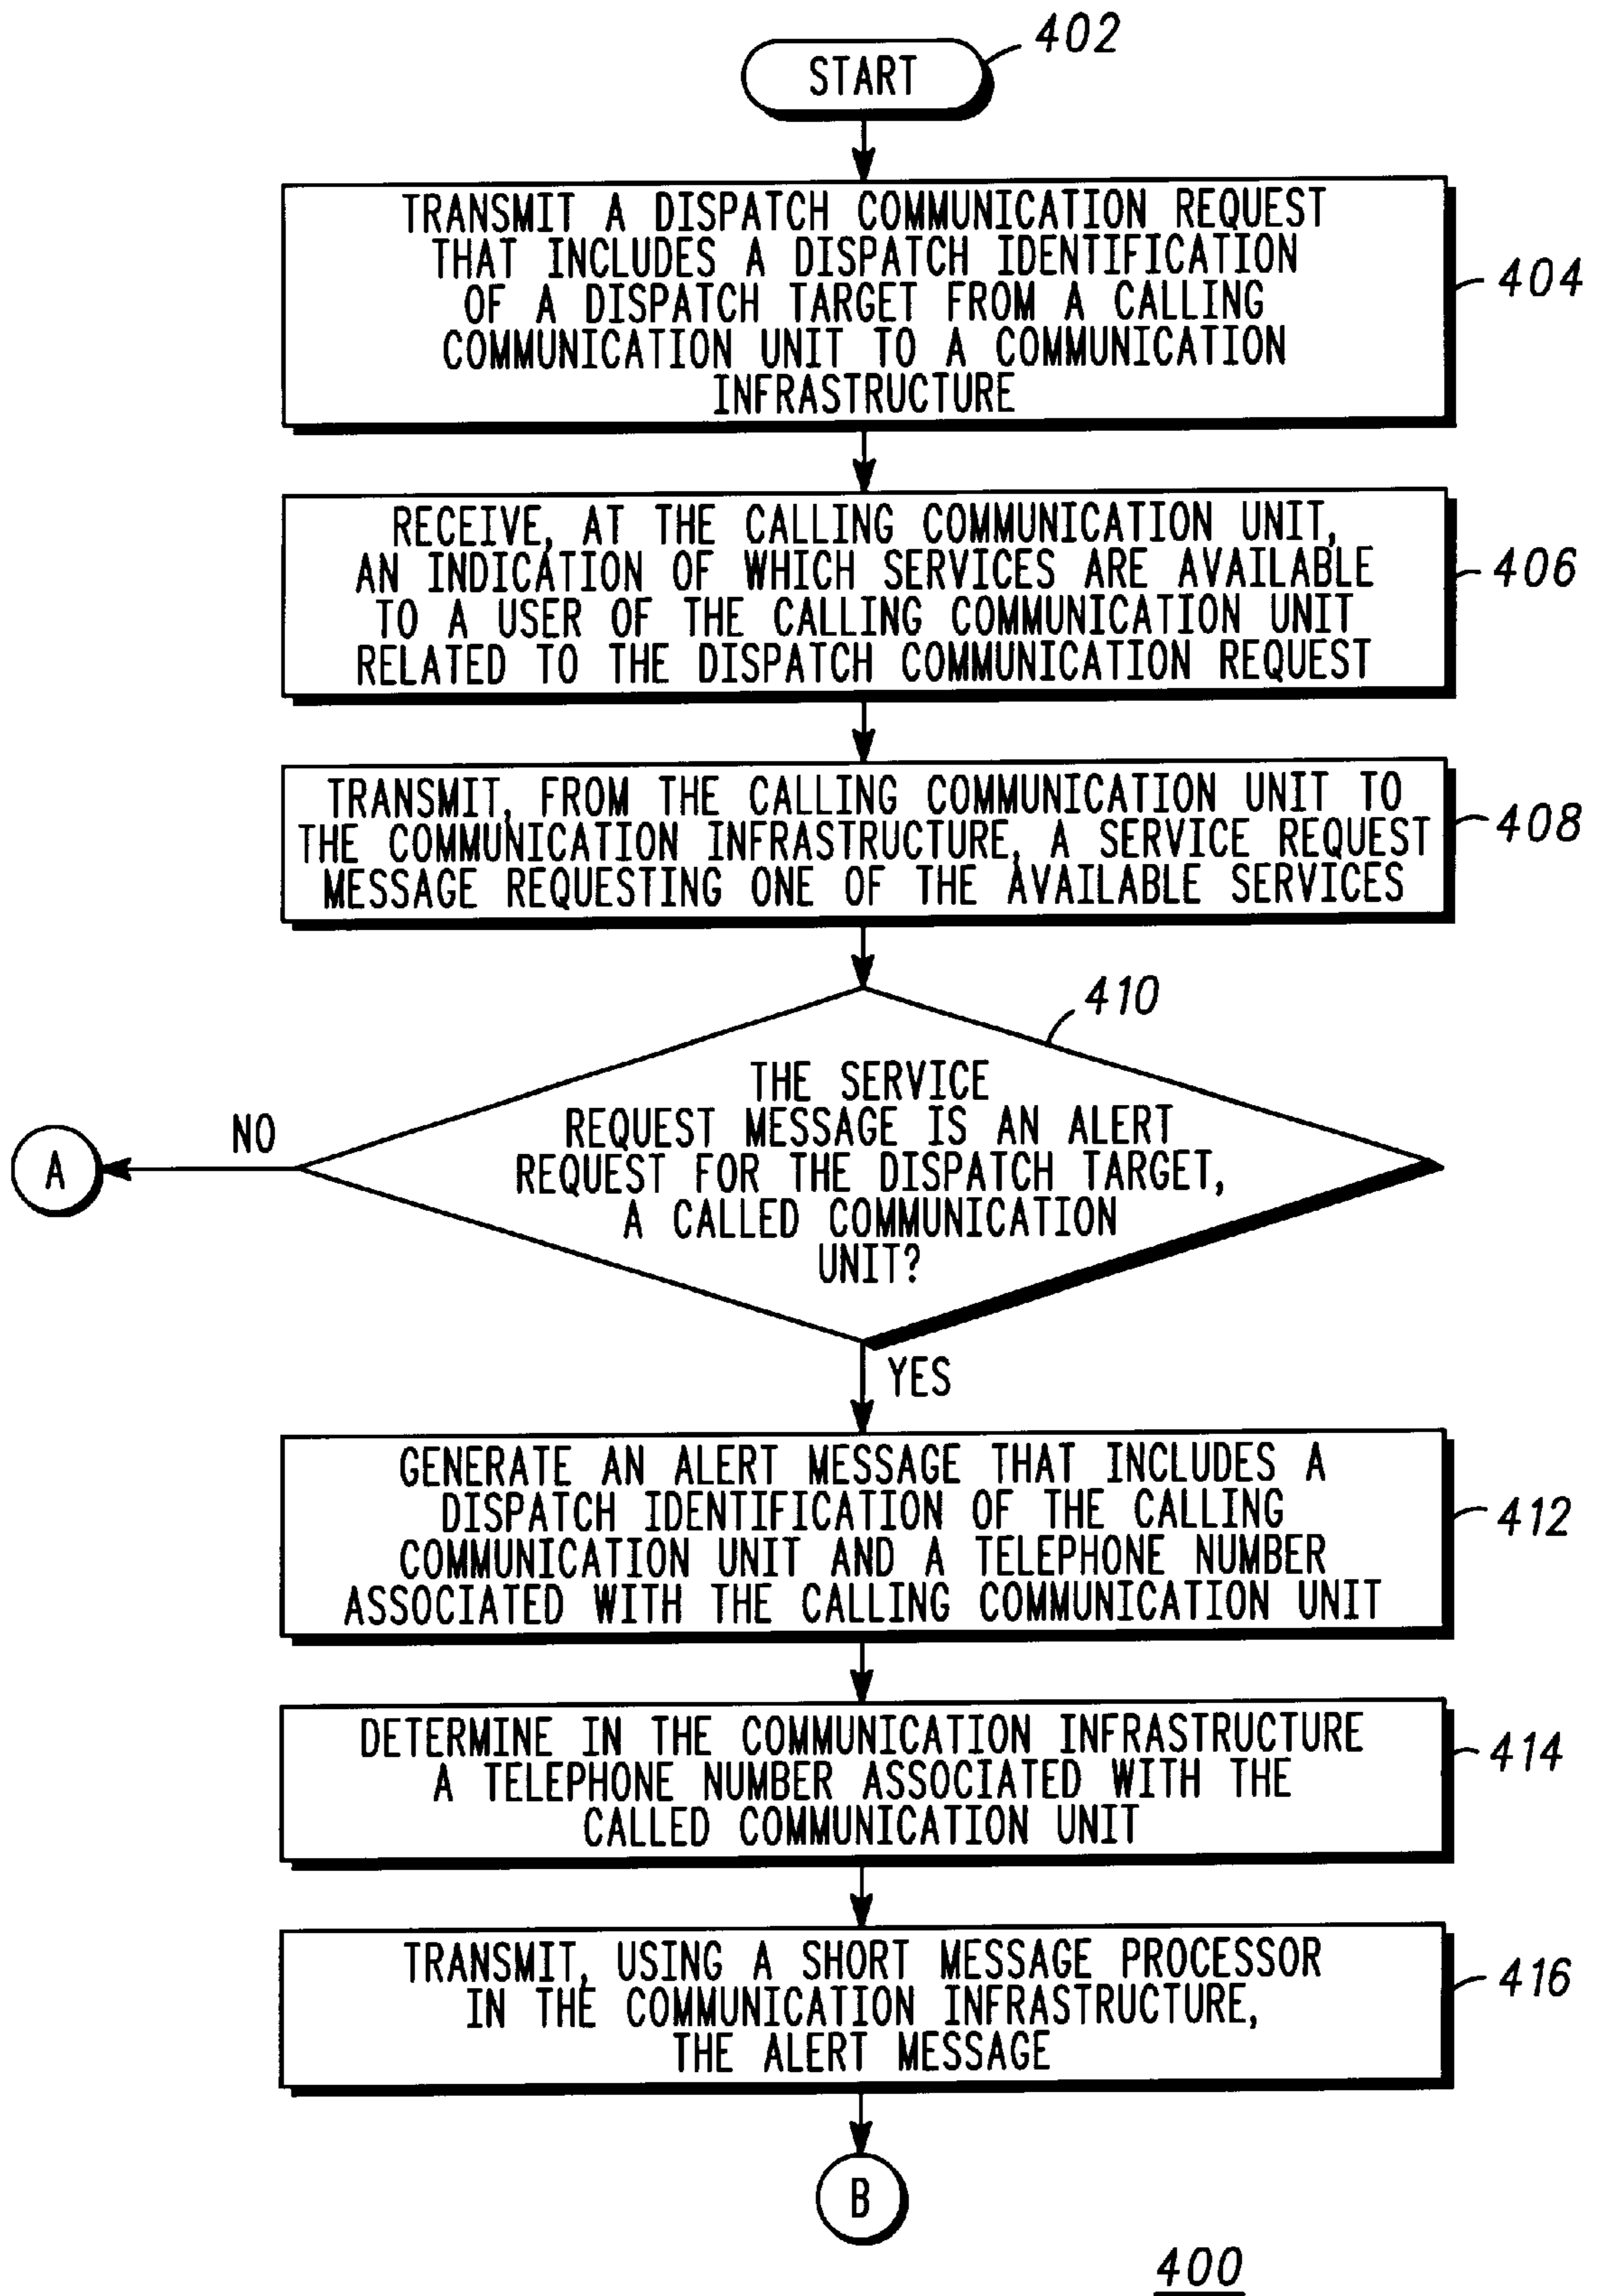 START
402
TRANSMIT A DISPATCH COMMUNICATION REQUEST
THAT INCLUDES A DISPATCH IDENTIFICATION
OF A DISPATCH TARGET FROM A CALLING
COMMUNICATION UNIT TO A COMMUNICATION
INFRASTRUCTURE
404
RECEIVE, AT THE CALLING COMMUNICATION UNIT,
AN INDICATION OF WHICH SERVICES ARE AVAILABLE
TO A USER OF THE CALLING COMMUNICATION UNIT
RELATED TO THE DISPATCH COMMUNICATION REQUEST
406
TRANSMIT, FROM THE CALLING COMMUNICATION UNIT TO
THE COMMUNICATION INFRASTRUCTURE, A SERVICE REQUEST
MESSAGE REQUESTING ONE OF THE AVAILABLE SERVICES
408
410
THE SERVICE
REQUEST MESSAGE IS AN ALERT
REQUEST FOR THE DISPATCH TARGET,
A CALLED COMMUNICATION
UNIT?
NO
A
YES
GENERATE AN ALERT MESSAGE THAT INCLUDES A
DISPATCH IDENTIFICATION OF THE CALLING
COMMUNICATION UNIT AND A TELEPHONE NUMBER
ASSOCIATED WITH THE CALLING COMMUNICATION UNIT
412
DETERMINE IN THE COMMUNICATION INFRASTRUCTURE
A TELEPHONE NUMBER ASSOCIATED WITH THE
CALLED COMMUNICATION UNIT
414
TRANSMIT, USING A SHORT MESSAGE PROCESSOR
IN THE COMMUNICATION INFRASTRUCTURE,
THE ALERT MESSAGE
416
B
400